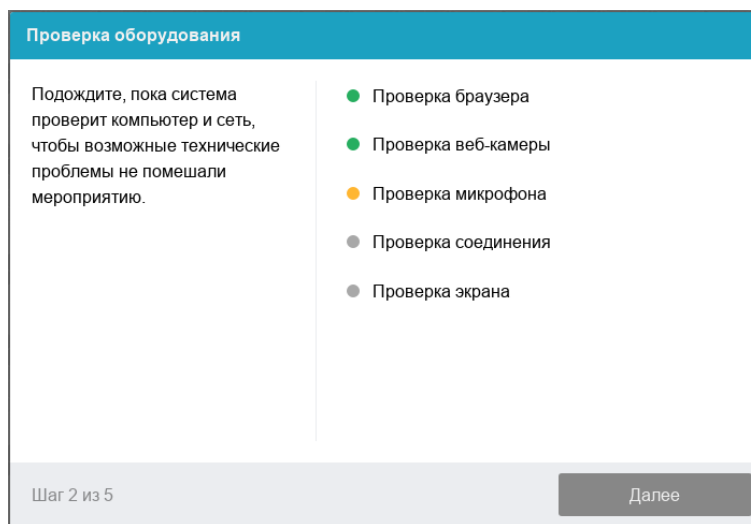 Проверка оборудования
Подождите, пока система
проверит компьютер и сеть,
чтобы возможные технические
проблемы не помешали
мероприятию.
Проверка браузера
Проверка веб-камеры
Проверка микрофона
Проверка соединения
Проверка экрана
Шаг 2 из 5
Далее